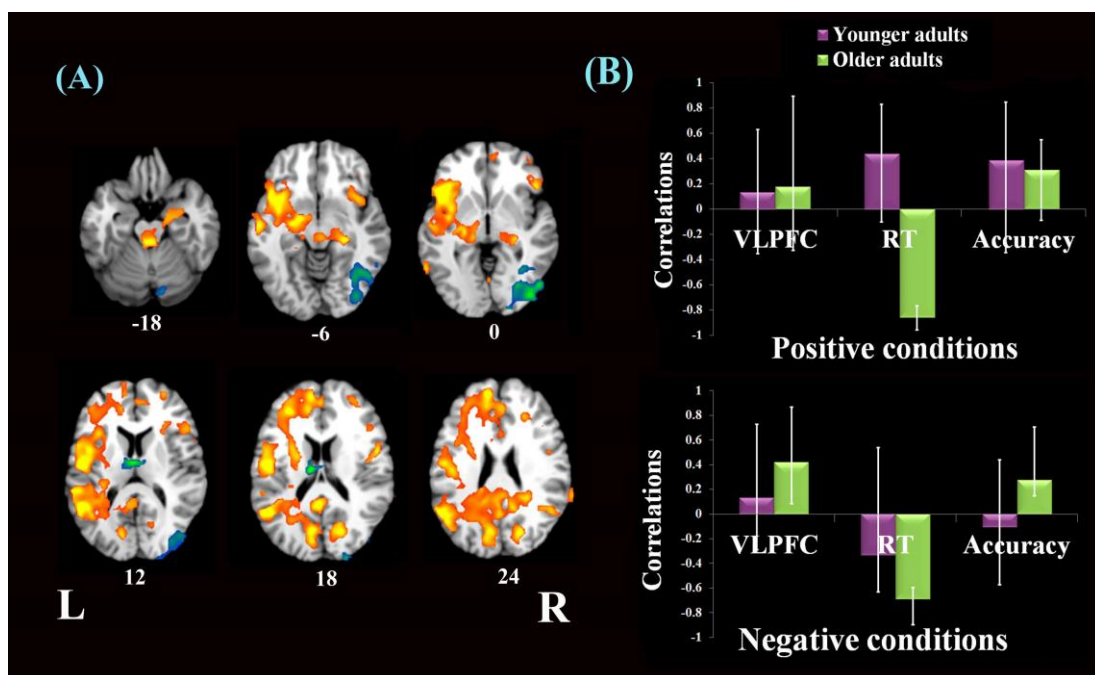 (A)
-18
-6
0
12
18
24
L
R
(B)
Younger adults
Older adults
Correlations
1
0.8
0.6
0.4
0.2
0
-0.2
-0.4
-0.6
-0.8
-1
VLPFC
RT
Accuracy
Positive conditions
Correlations
1
0.8
0.6
0.4
0.2
0
-0.2
-0.4
-0.6
-0.8
-1
VLPFC
RT
Accuracy
Negative conditions